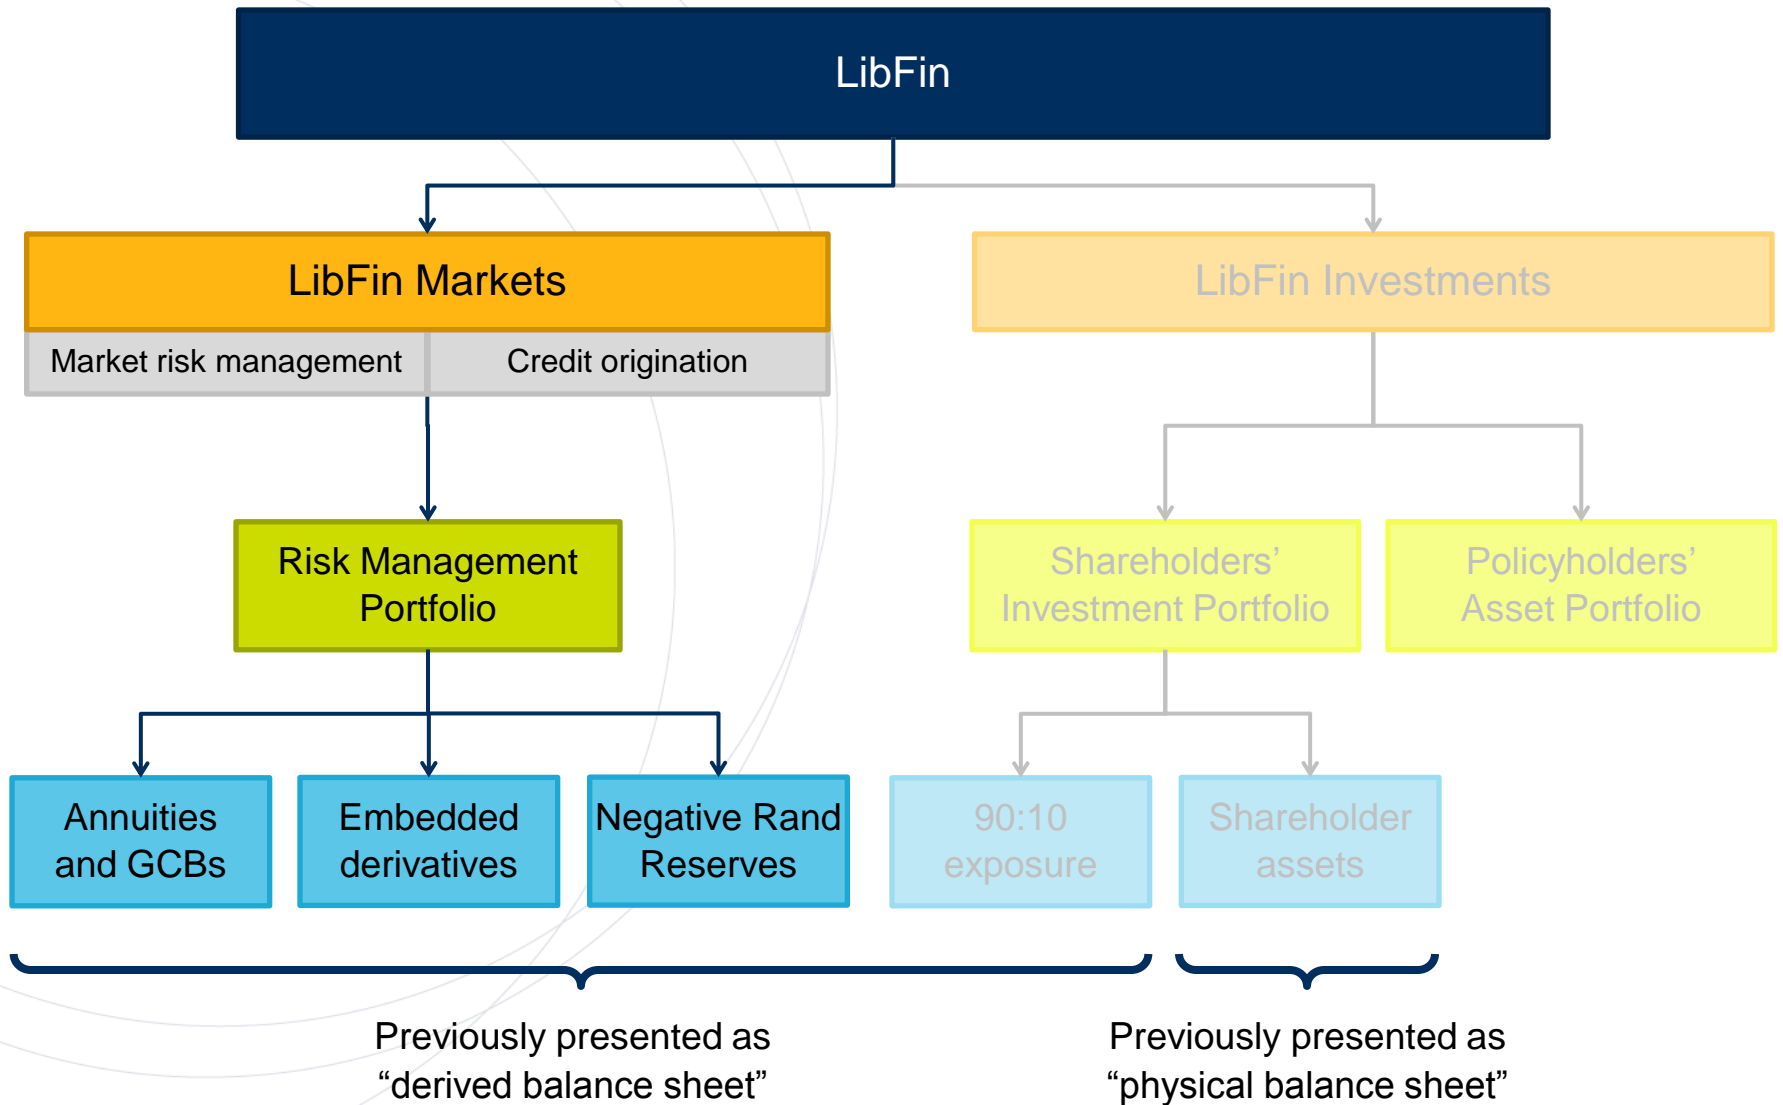 LibFin
LibFin Markets
LibFin Investments
Market risk management
Credit origination
Risk Management
Portfolio
Shareholders’
Investment Portfolio
Policyholders’
Asset Portfolio
Annuities
and GCBs
Embedded
derivatives
Negative Rand
Reserves
90:10
exposure
Shareholder
assets
Previously presented as
“derived balance sheet”
Previously presented as
“physical balance sheet”